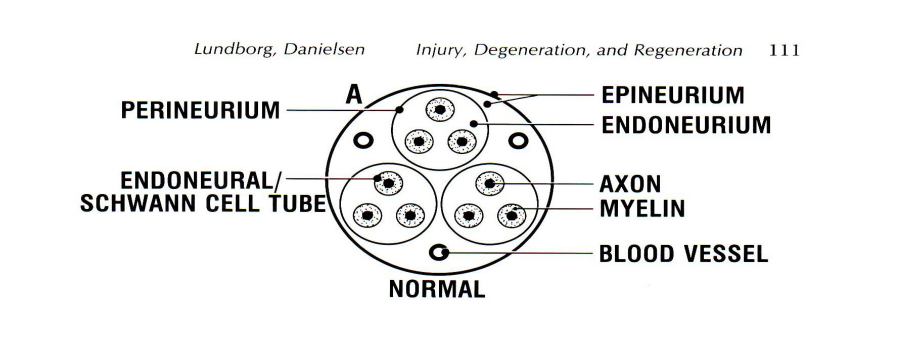 Lundborg, Danielsen Injury, Degeneration, and Regeneration 111
A
PERINEURIUM
EPINEURIUM
ENDONEURIUM
ENDONEURAL/
SCHWANN CELL TUBE
AXON
MYELIN
BLOOD VESSEL
NORMAL